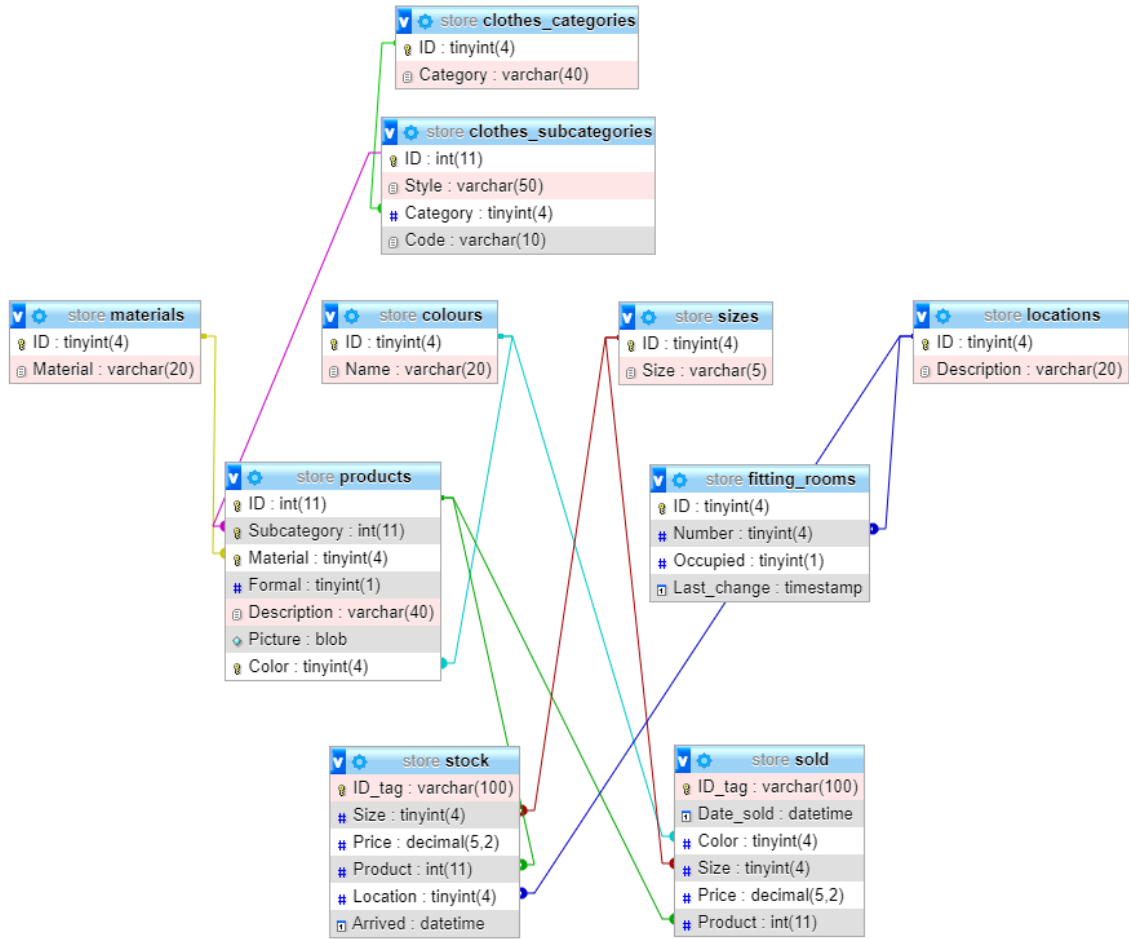 store clothes_categories
ID : tinyint(4)
Category : varchar(40)
store clothes_subcategories
ID : int(11)
Style : varchar(50)
# Category : tinyint(4)
Code : varchar(10)
store materials
ID : tinyint(4)
Material : varchar(20)
store colours
ID : tinyint(4)
Name : varchar(20)
store sizes
ID : tinyint(4)
Size : varchar(5)
store locations
ID : tinyint(4)
Description : varchar(20)
store products
ID : int(11)
Subcategory : int(11)
Material : tinyint(4)
# Formal : tinyint(1)
Description : varchar(40)
Picture : blob
Color : tinyint(4)
store fitting_rooms
ID : tinyint(4)
# Number : tinyint(4)
# Occupied : tinyint(1)
Last_change : timestamp
store stock
ID_tag : varchar(100)
# Size : tinyint(4)
# Price : decimal(5,2)
# Product : int(11)
# Location : tinyint(4)
Arrived : datetime
store sold
ID_tag : varchar(100)
Date_sold : datetime
# Color : tinyint(4)
# Size : tinyint(4)
# Price : decimal(5,2)
# Product : int(11)